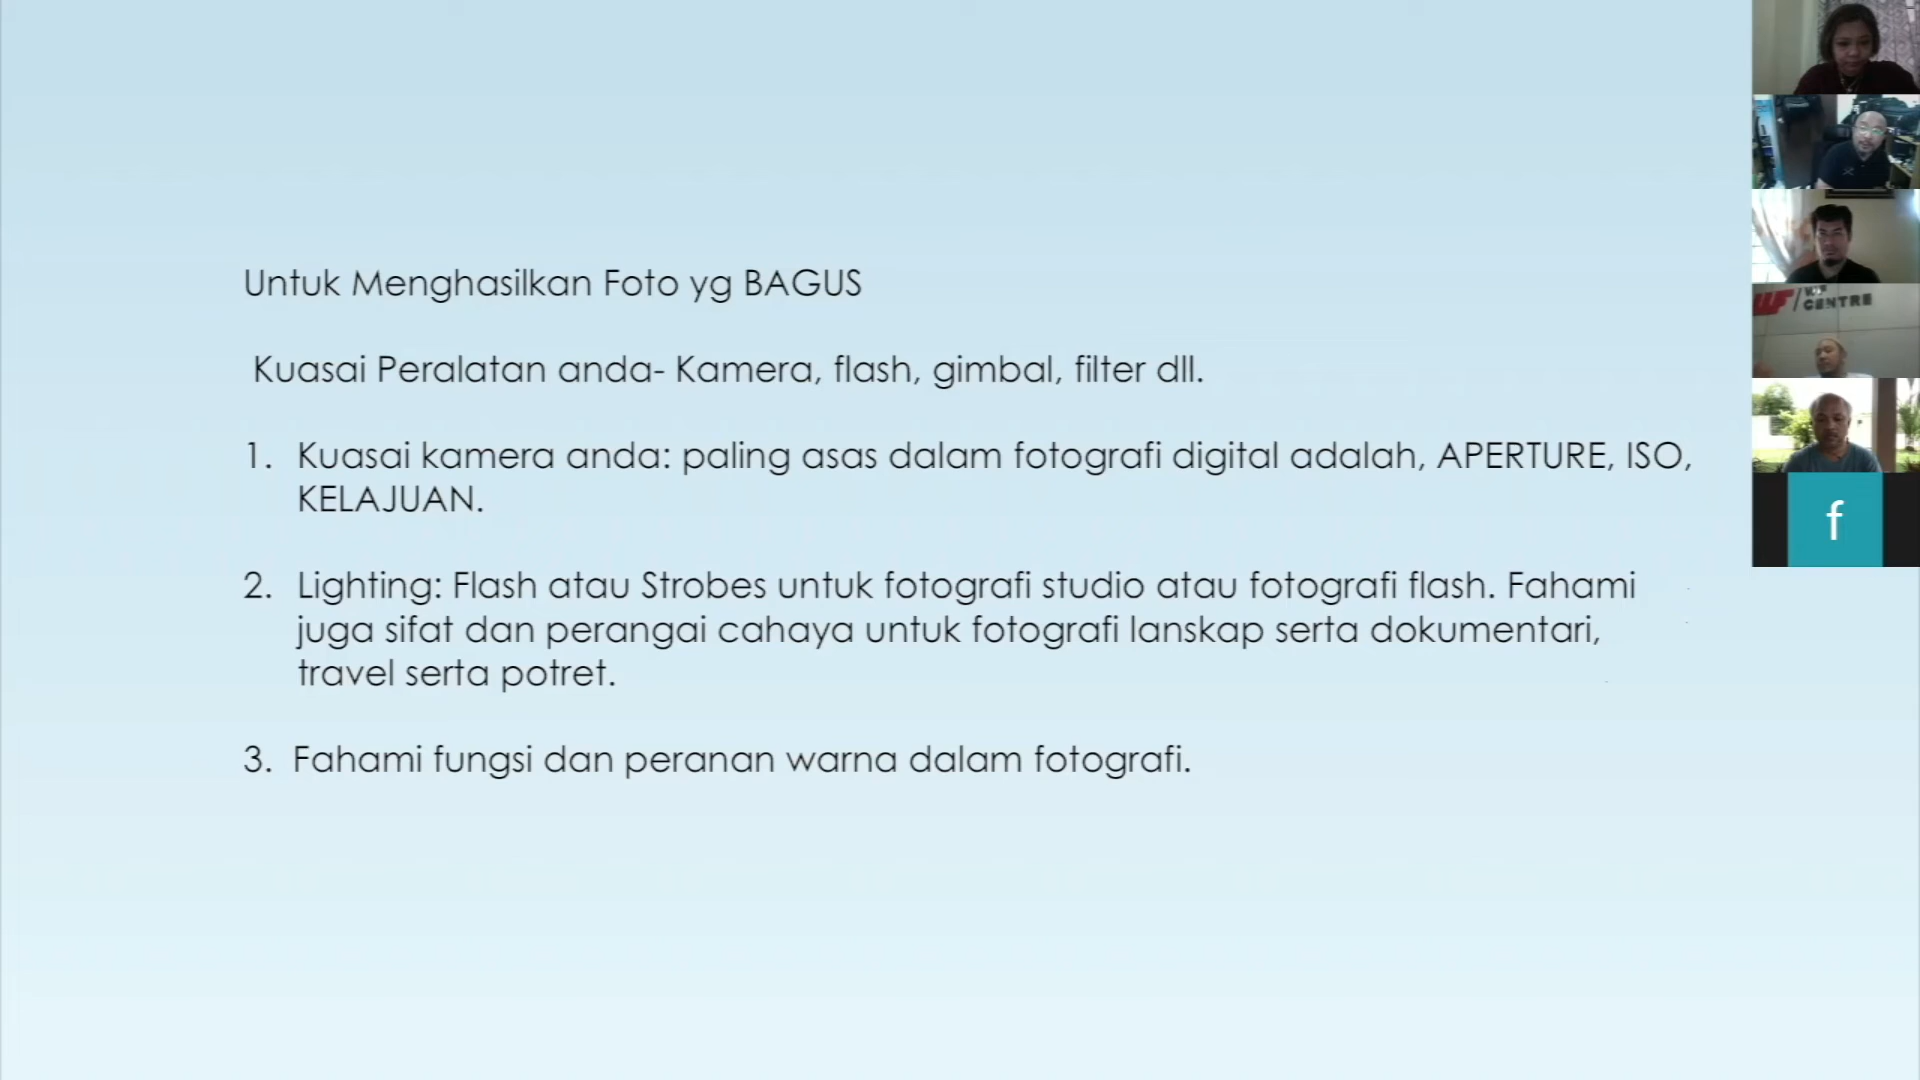 Untuk Menghasilkan Foto yg BAGUS
Kuasai Peralatan anda- Kamera, flash, gimbal, filter dll.
1. Kuasai kamera anda: paling asas dalam fotografi digital adalah, APERTURE, ISO,
KELAJUAN.
2. Lighting: Flash atau Strobes untuk fotografi studio atau fotografi flash. Fahami
juga sifat dan perangai cahaya untuk fotografi lanskap serta dokumentari,
travel serta potret.
3. Fahami fungsi dan peranan warna dalam fotografi.
CENTRE
f